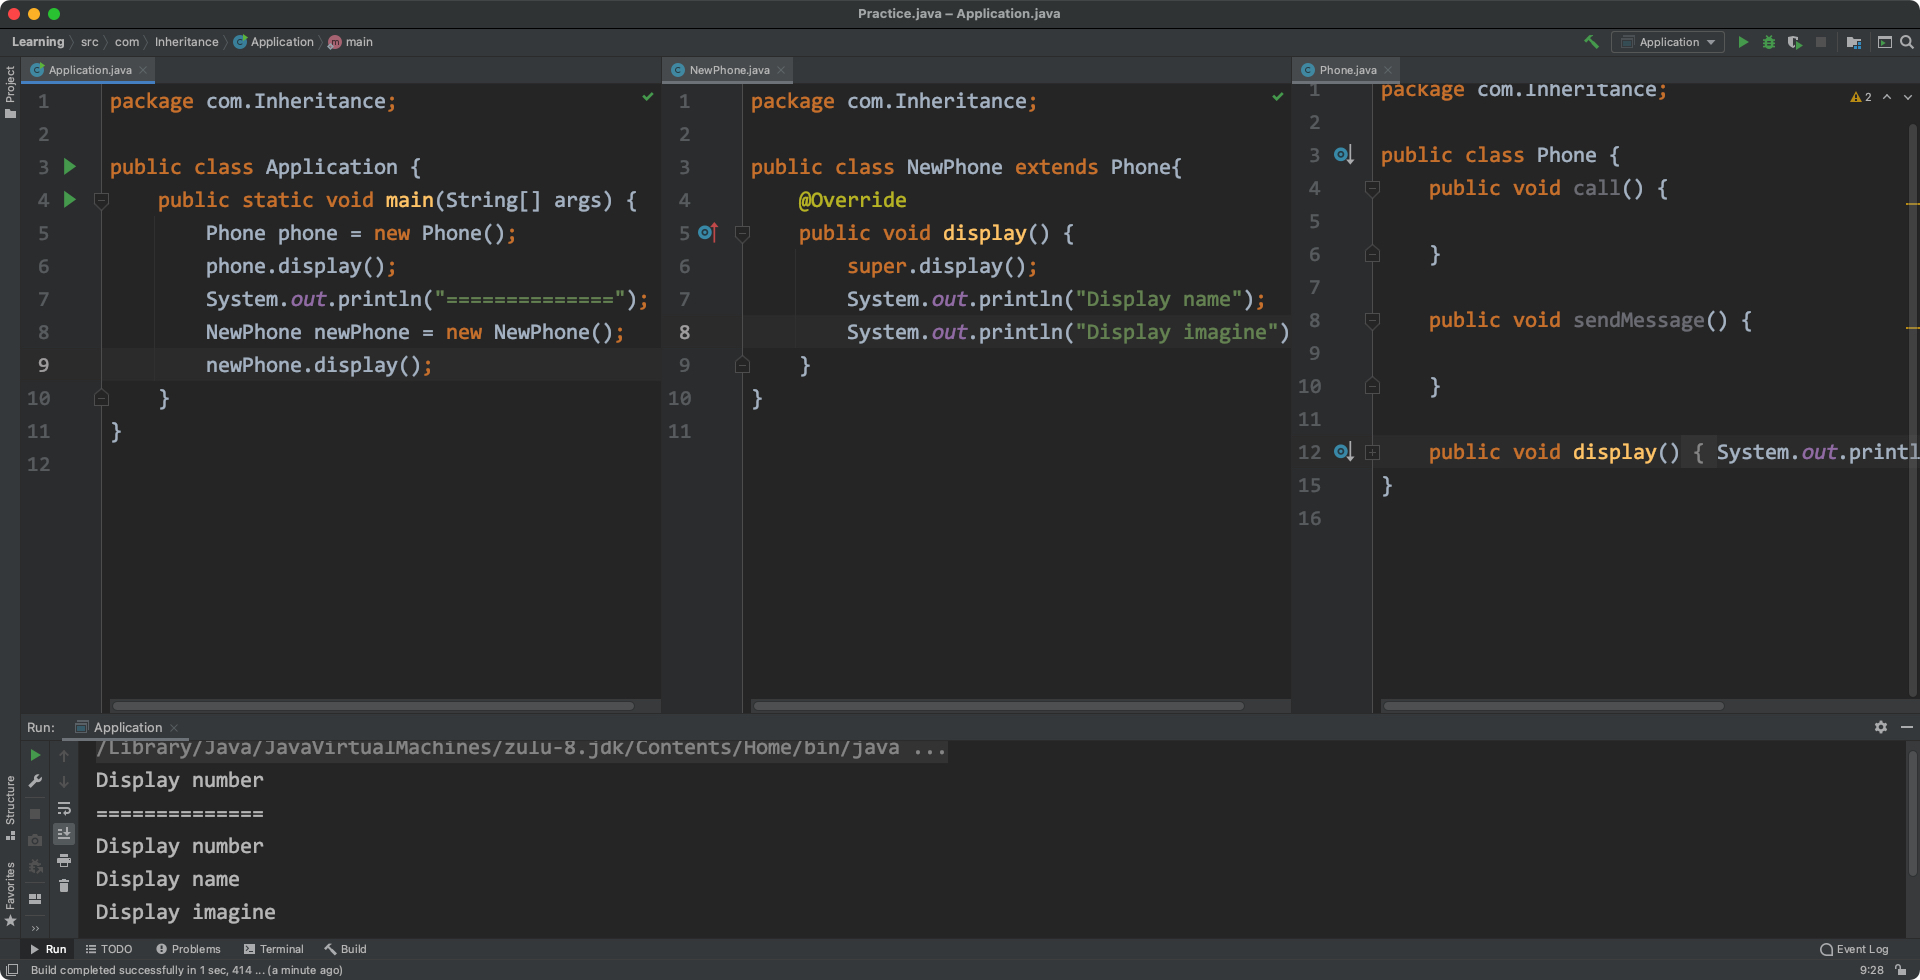 Practice.java – Application.java
Learning src com Inheritance Application main
Application
Project
Application.java
1 package com.Inheritance;
2
3 public class Application {
4 public static void main(String[] args) {
5 Phone phone = new Phone();
6 phone.display();
7 System.out.println("==============");
8 NewPhone newPhone = new NewPhone();
9 newPhone.display();
10 }
11 }
12
NewPhone.java
1 package com.Inheritance;
2
3 public class NewPhone extends Phone{
4 @Override
5 public void display() {
6 super.display();
7 System.out.println("Display name");
8 System.out.println("Display imagine")
9 }
10 }
11
Phone.java
2
1 package com.Inheritance;
2
3 public class Phone {
4 public void call() {
5
6 }
7
8 public void sendMessage() {
9
10 }
11
12 public void display() { System.out.printl
15 }
16
Run: Application
/Library/Java/JavaVirtualMachines/zulu-8.jdk/Contents/Home/bin/java ...
Display number
==============
Display number
Display name
Display imagine
Structure
Favorites
Run TODO Problems Terminal Build Event Log
Build completed successfully in 1 sec, 414 ... (a minute ago) 9:28